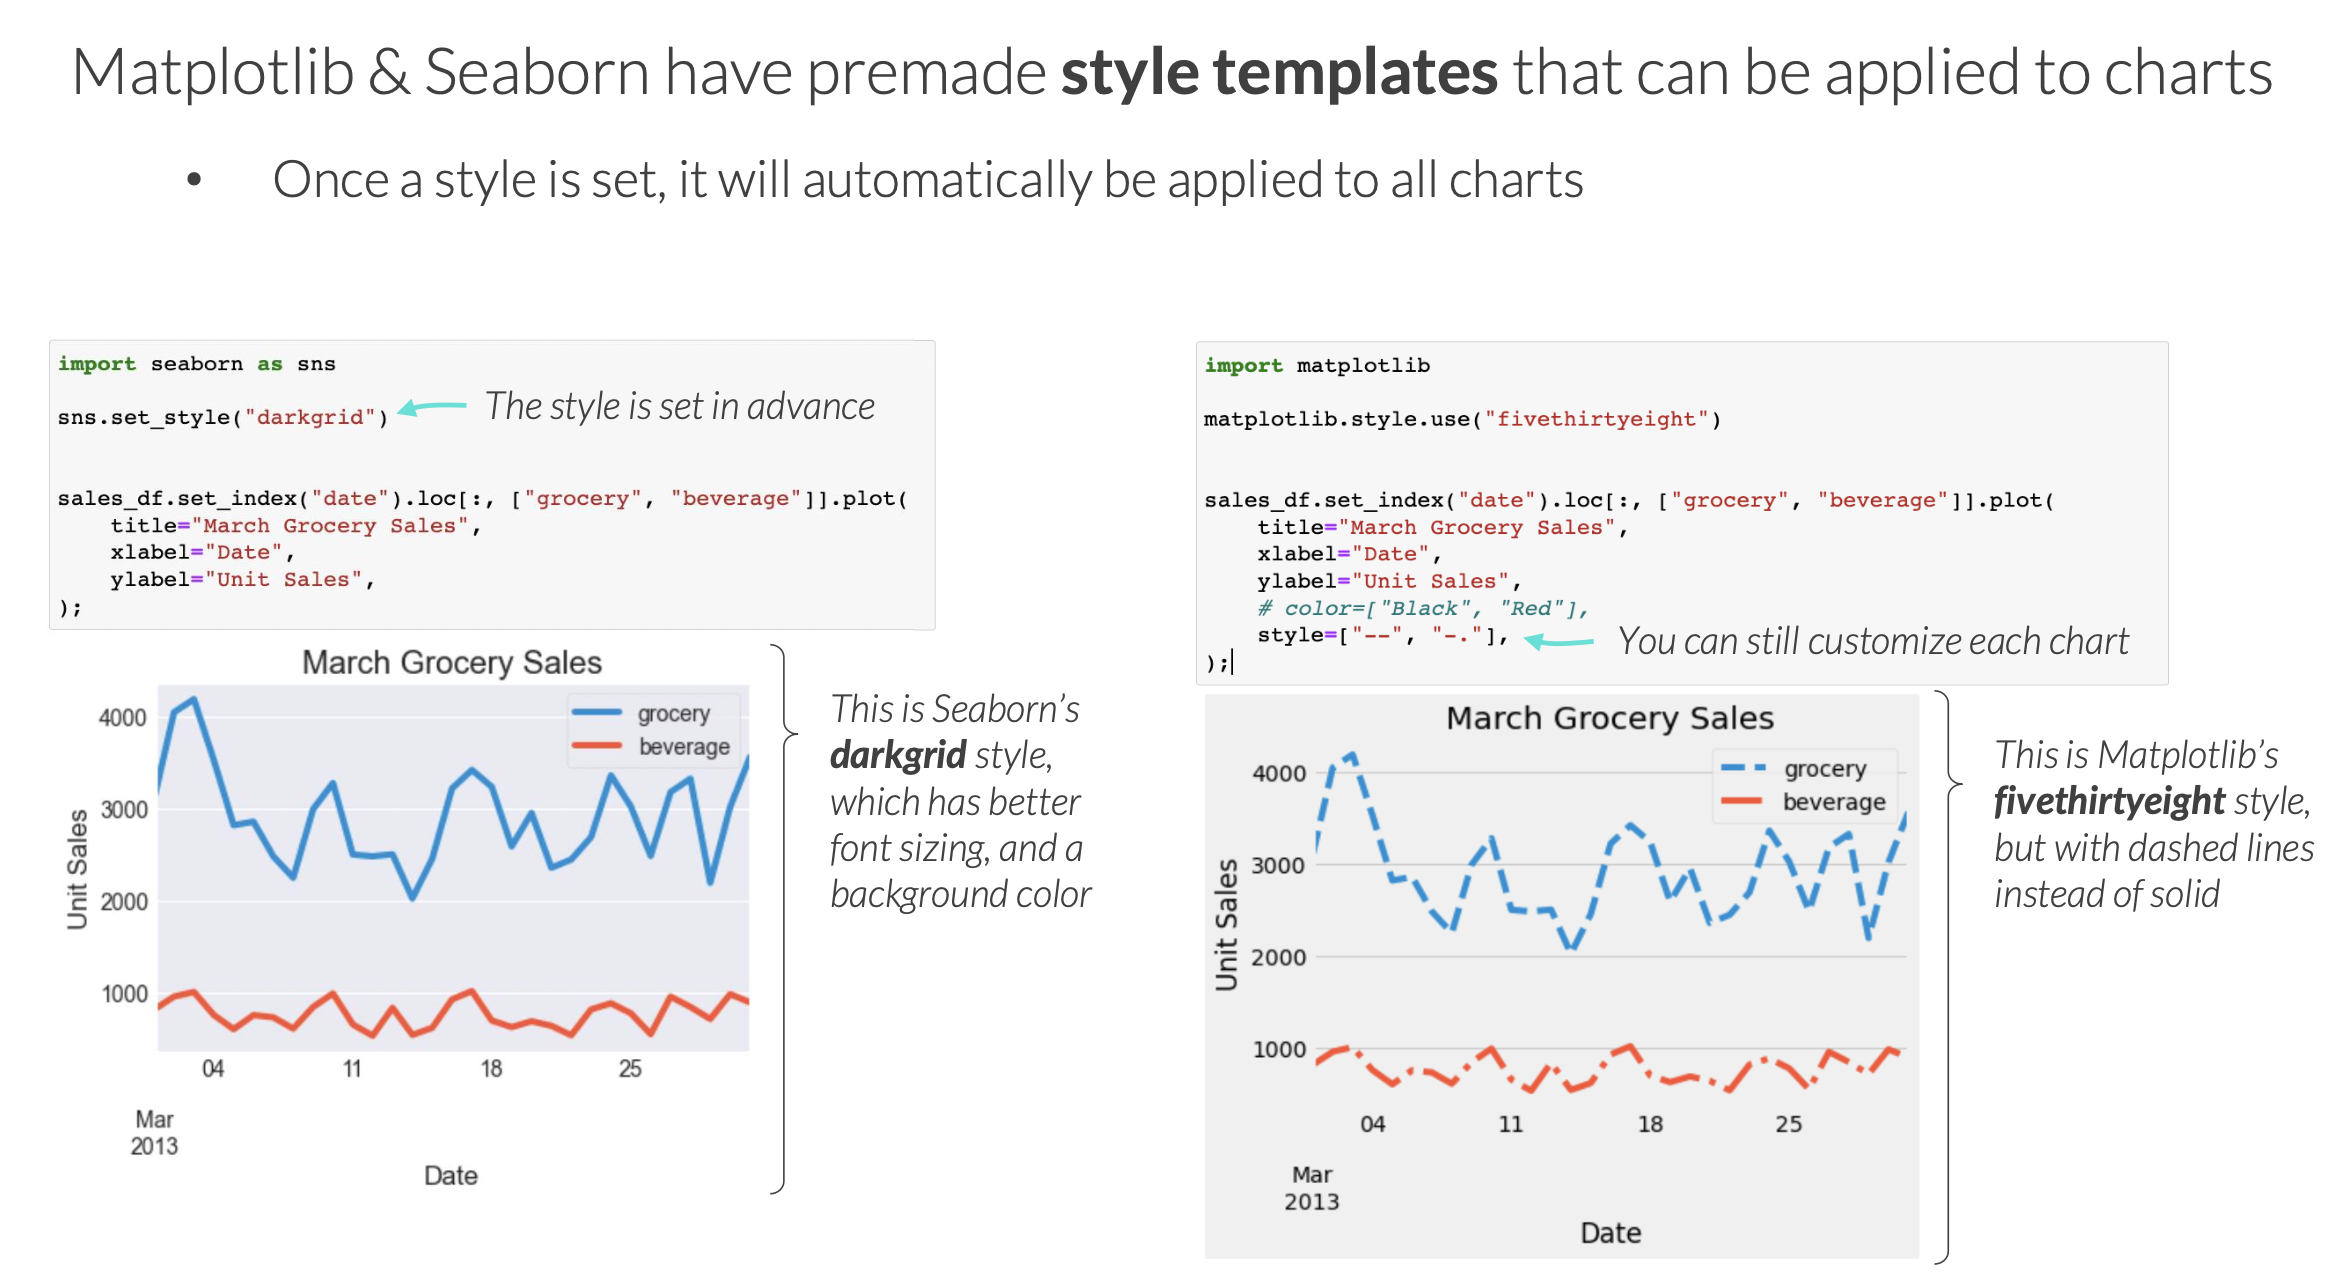 Matplotlib & Seaborn have premade style templates that can be applied to charts
• Once a style is set, it will automatically be applied to all charts
import seaborn as sns
sns.set_style("darkgrid")
The style is set in advance
sales_df.set_index("date").loc[:, ["grocery", "beverage"]].plot(
    title="March Grocery Sales",
    xlabel="Date",
    ylabel="Unit Sales",
);
March Grocery Sales
grocery
beverage
4000
3000
2000
1000
Unit Sales
04 11 18 25
Mar
2013
Date
This is Seaborn's
darkgrid style,
which has better
font sizing, and a
background color
import matplotlib
matplotlib.style.use("fivethirtyeight")
sales_df.set_index("date").loc[:, ["grocery", "beverage"]].plot(
    title="March Grocery Sales",
    xlabel="Date",
    ylabel="Unit Sales",
    # color=["Black", "Red"],
    style=["--", "-."],
You can still customize each chart
);
March Grocery Sales
grocery
beverage
4000
3000
2000
1000
Unit Sales
04 11 18 25
Mar
2013
Date
This is Matplotlib's
fivethirtyeight style,
but with dashed lines
instead of solid